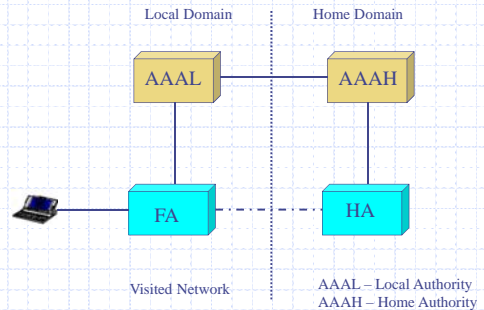 Local Domain
Home Domain
AAAL
AAAH
FA
HA
Visited Network
AAAL – Local Authority
AAAH – Home Authority